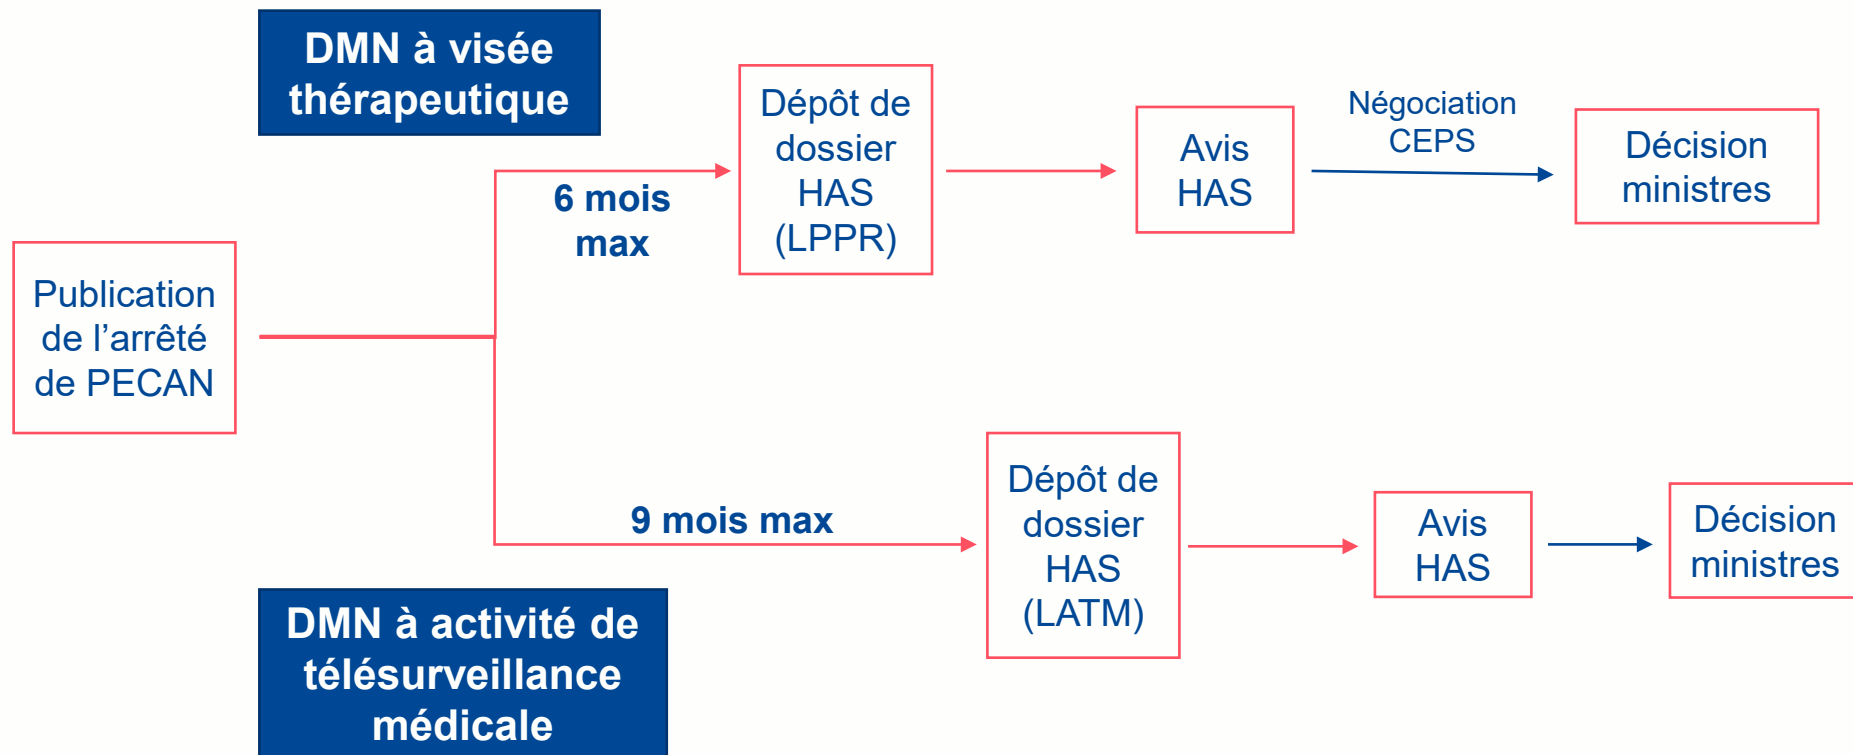 DMN à visée
thérapeutique
Dépôt de
dossier
HAS
(LPPR)
Avis
HAS
Négociation
CEPS
Décision
ministres
6 mois
max
Publication
de l’arrêté
de PECAN
9 mois max
Dépôt de
dossier
HAS
(LATM)
Avis
HAS
Décision
ministres
DMN à activité de
télésurveillance
médicale